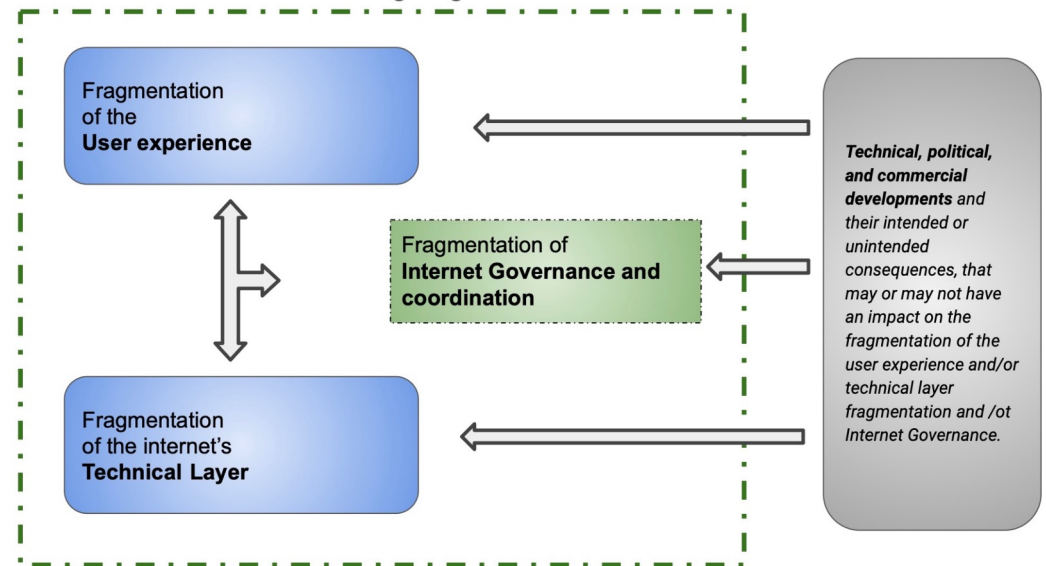 Fragmentation
of the
User experience
Fragmentation of
Internet Governance and
coordination
Fragmentation
of the internet's
Technical Layer
Technical, political,
and commercial
developments and
their intended or
unintended
consequences, that
may or may not have
an impact on the
fragmentation of the
user experience and/or
technical layer
fragmentation and /ot
Internet Governance.